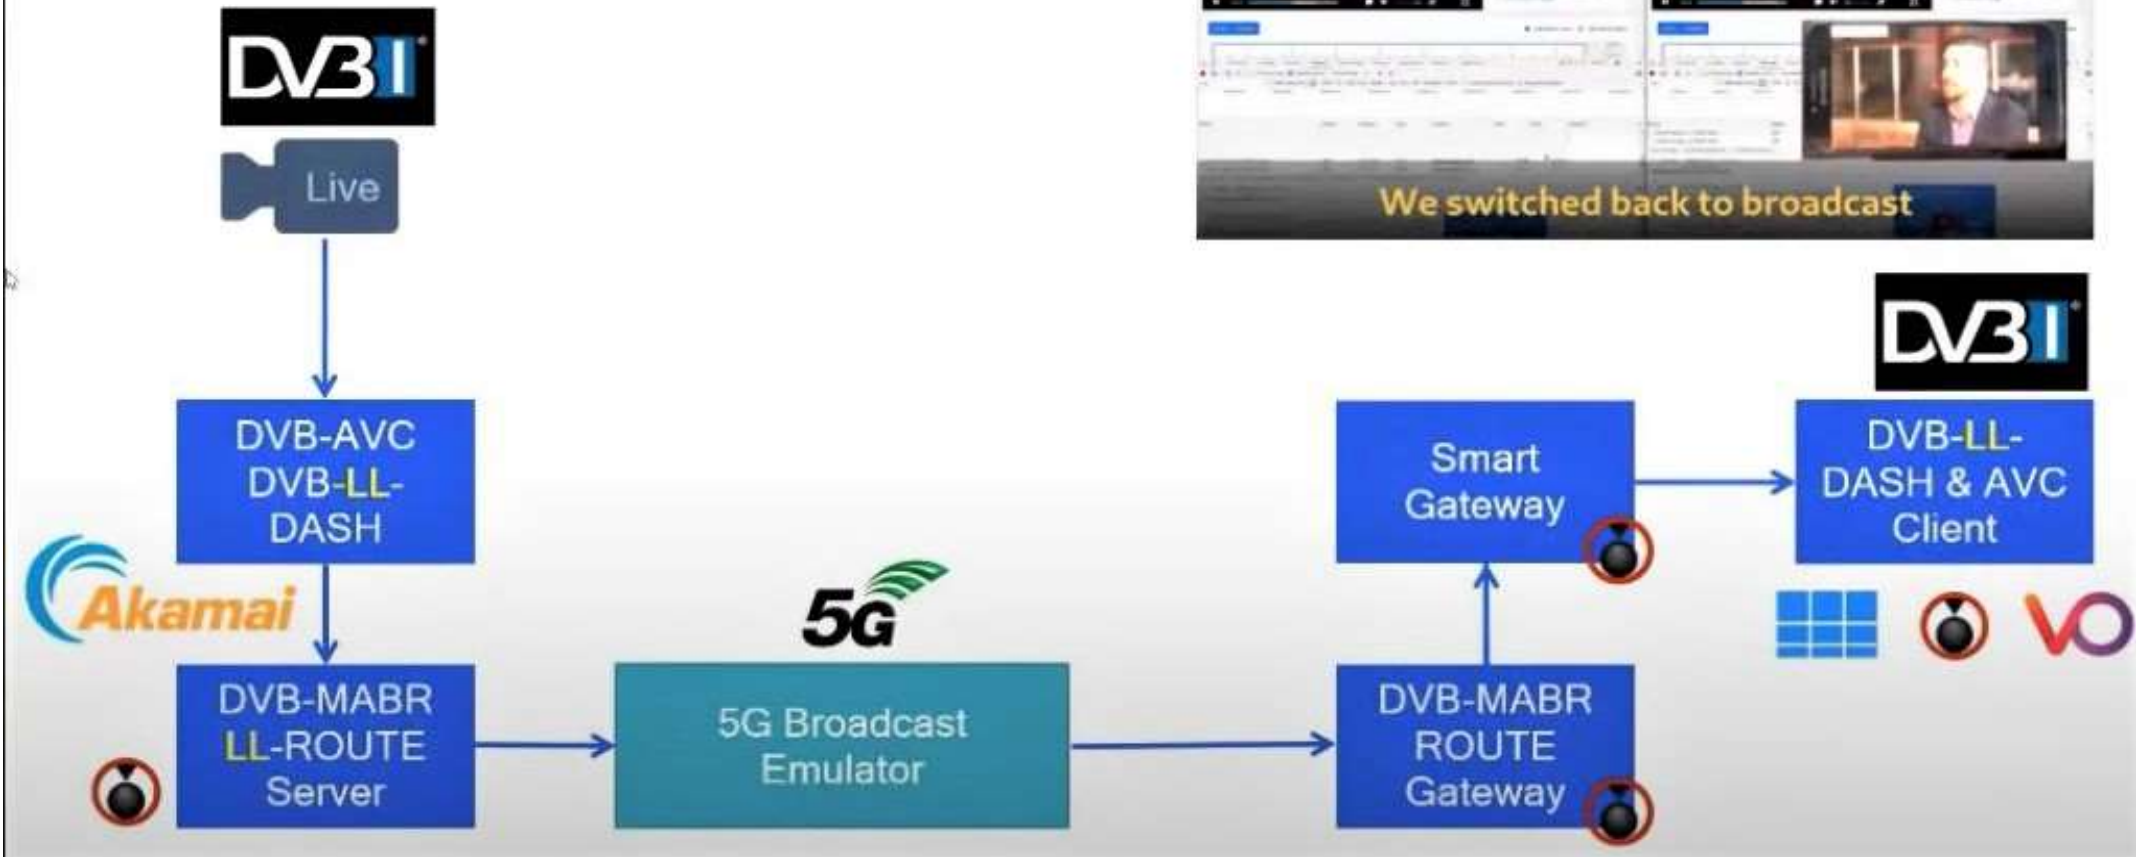 DVB I
Live
We switched back to broadcast
DVB I
DVB-AVC
DVB-LL-
DASH
Smart
Gateway
DVB-LL-
DASH & AVC
Client
Akamai
5G
DVB-MABR
LL-ROUTE
Server
5G Broadcast
Emulator
DVB-MABR
ROUTE
Gateway
VO